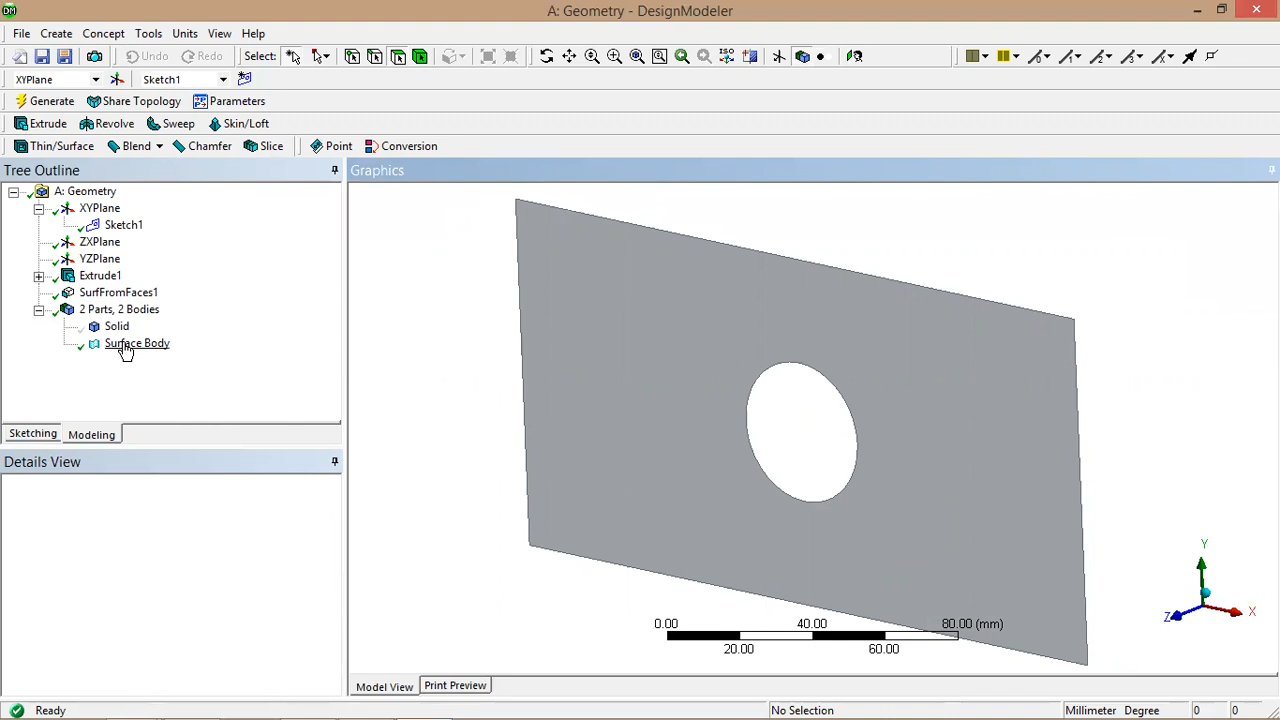 A: Geometry - DesignModeler
File Create Concept Tools Units View Help
Undo Redo Select:
XYPlane Sketch1
Generate Share Topology Parameters
Extrude Revolve Sweep Skin/Loft
Thin/Surface Blend Chamfer Slice Point Conversion
Tree Outline
A: Geometry
XYPlane
Sketch1
ZXPlane
YZPlane
Extrude1
SurfFromFaces1
2 Parts, 2 Bodies
Solid
Surface Body
Sketching Modeling
Details View
Graphics
Y
X
Z
0.00 40.00 80.00 (mm)
20.00 60.00
Model View Print Preview
Ready No Selection Millimeter Degree 0 0